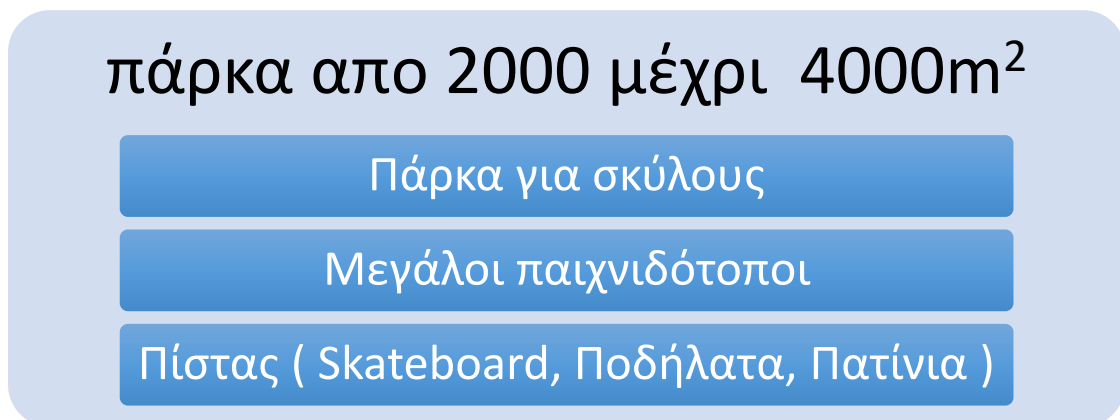 πάρκα απο 2000 μέχρι 4000m²
Πάρκα για σκύλους
Μεγάλοι παιχνιδότοποι
Πίστας ( Skateboard, Ποδήλατα, Πατίνια )